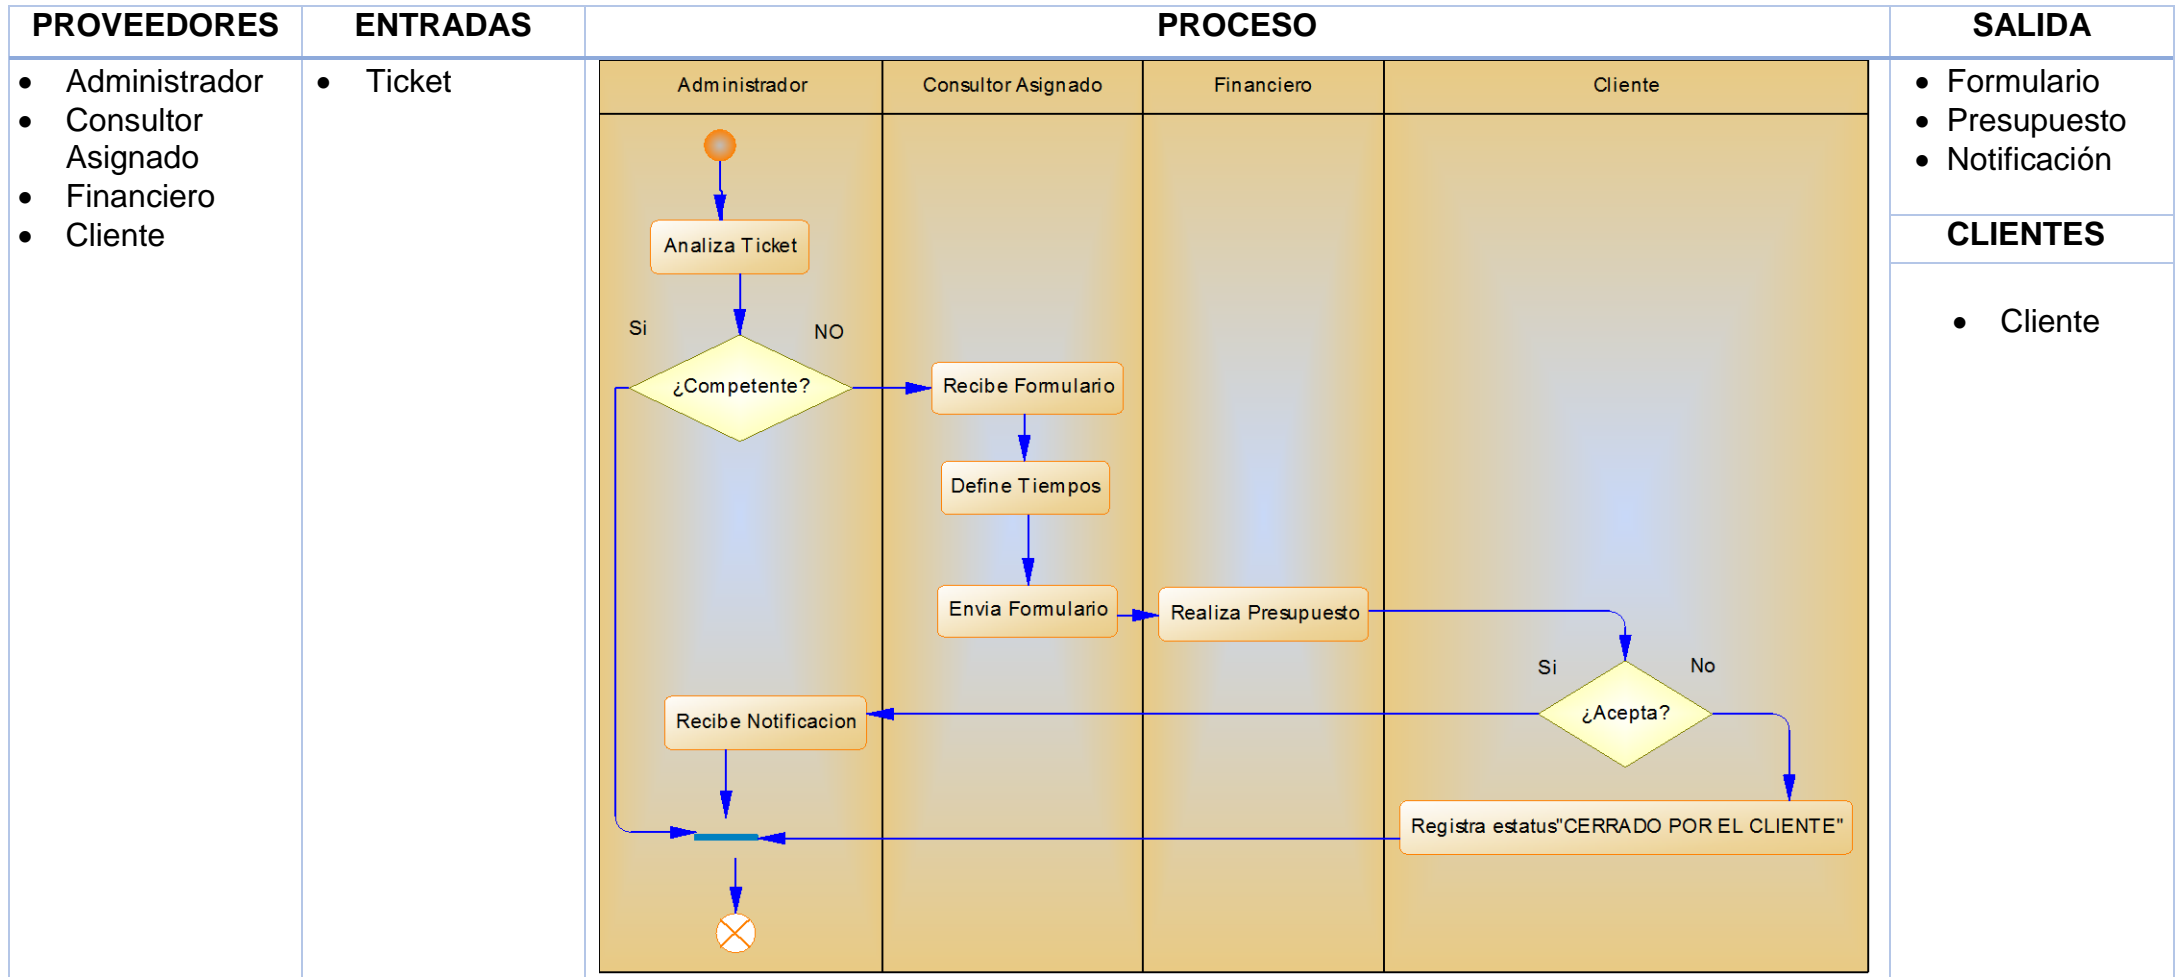 PROVEEDORES
ENTRADAS
PROCESO
SALIDA
• Administrador
• Consultor
Asignado
• Financiero
• Cliente
• Ticket
Administrador
Consultor Asignado
Financiero
Cliente
Analiza Ticket
Si
NO
¿Competente?
Recibe Formulario
Define Tiempos
Envia Formulario
Realiza Presupuesto
Si
No
¿Acepta?
Recibe Notificacion
Registra estatus"CERRADO POR EL CLIENTE"
• Formulario
• Presupuesto
• Notificación
CLIENTES
• Cliente